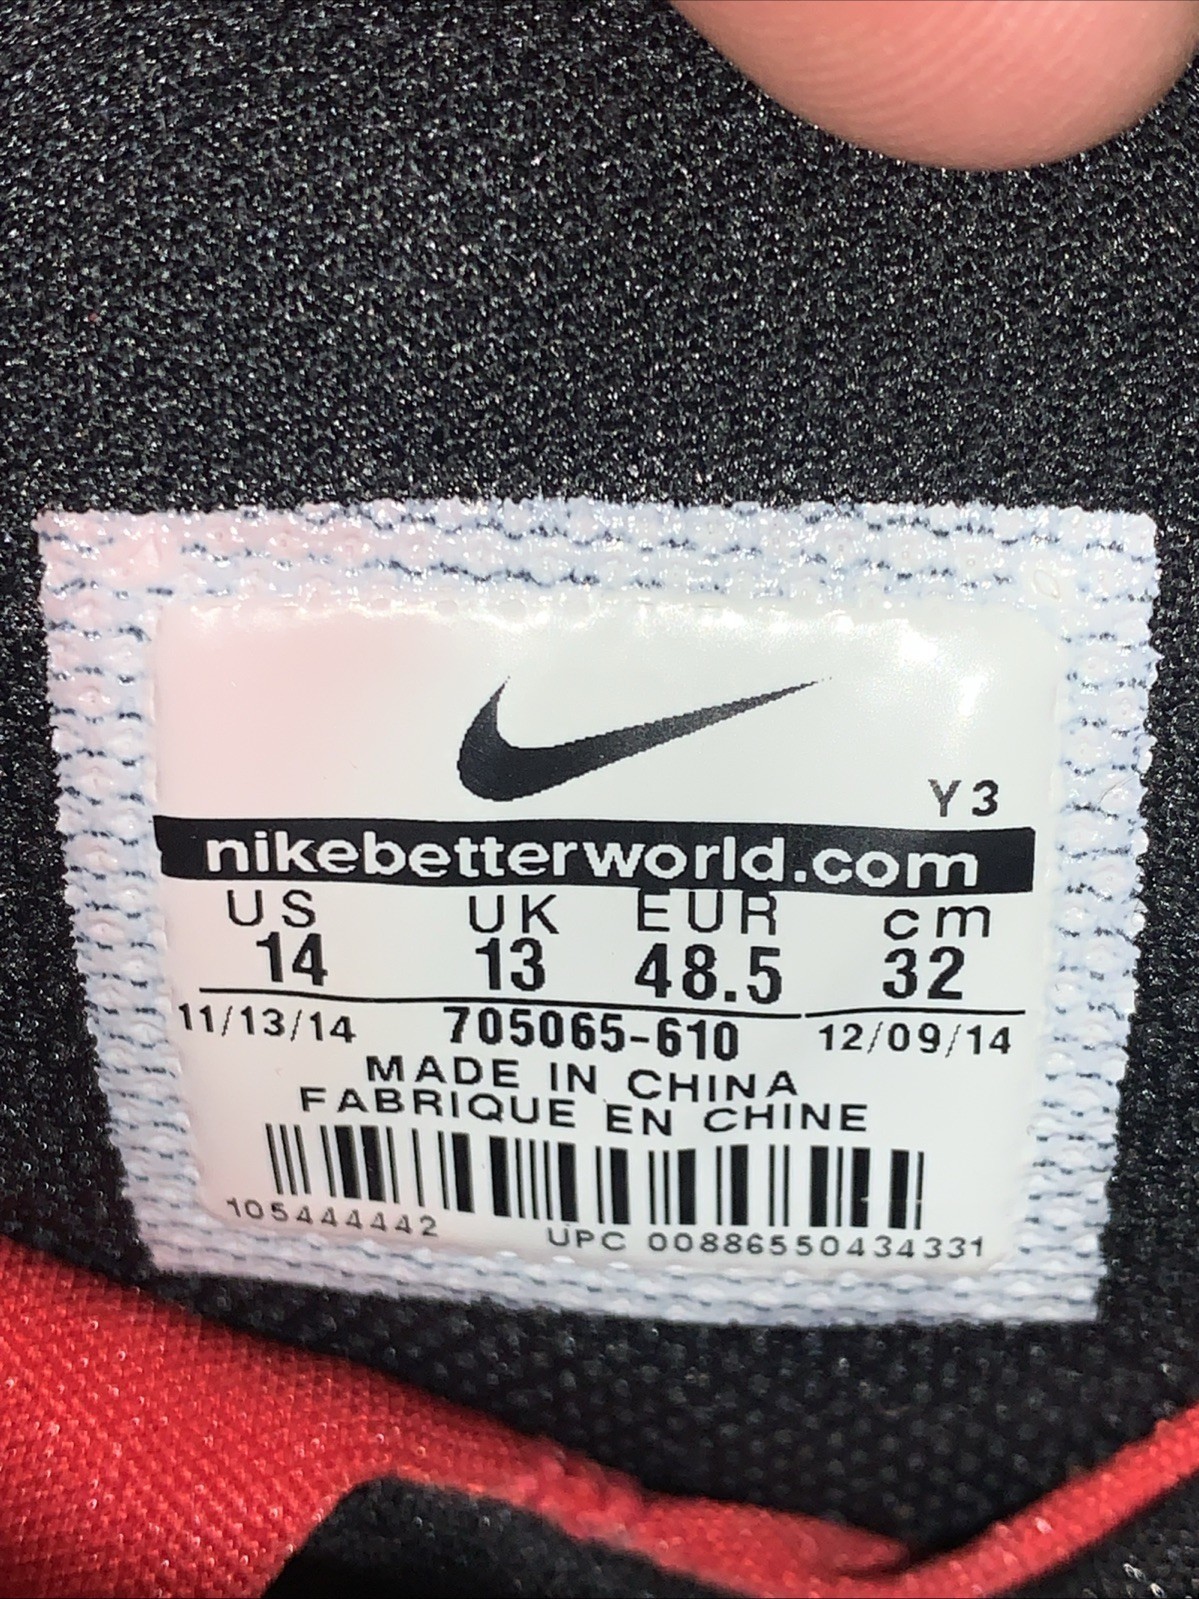 Y3
nikebetterworld.com
US UK EUR cm
14 13 48.5 32
11/13/14 705065-610 12/09/14
MADE IN CHINA
FABRIQUE EN CHINE
105444442
UPC 00886550434331